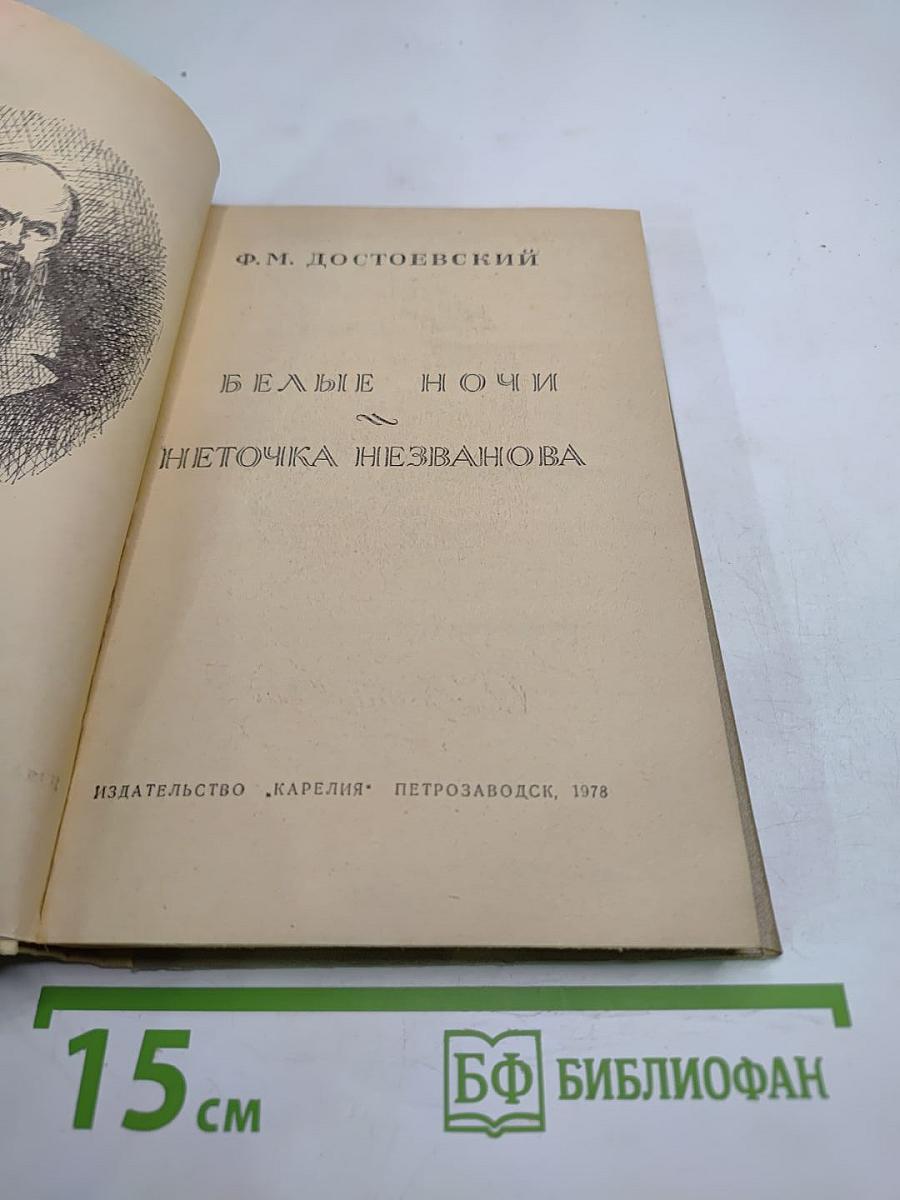 Ф. М. ДОСТОЕВСКИЙ
БЕЛЫЕ НОЧИ
НЕТОЧКА НЕЗВАНОВА
ИЗДАТЕЛЬСТВО „КАРЕЛИЯ“ ПЕТРОЗАВОДСК, 1978
15 см
БФ БИБЛИОФАН